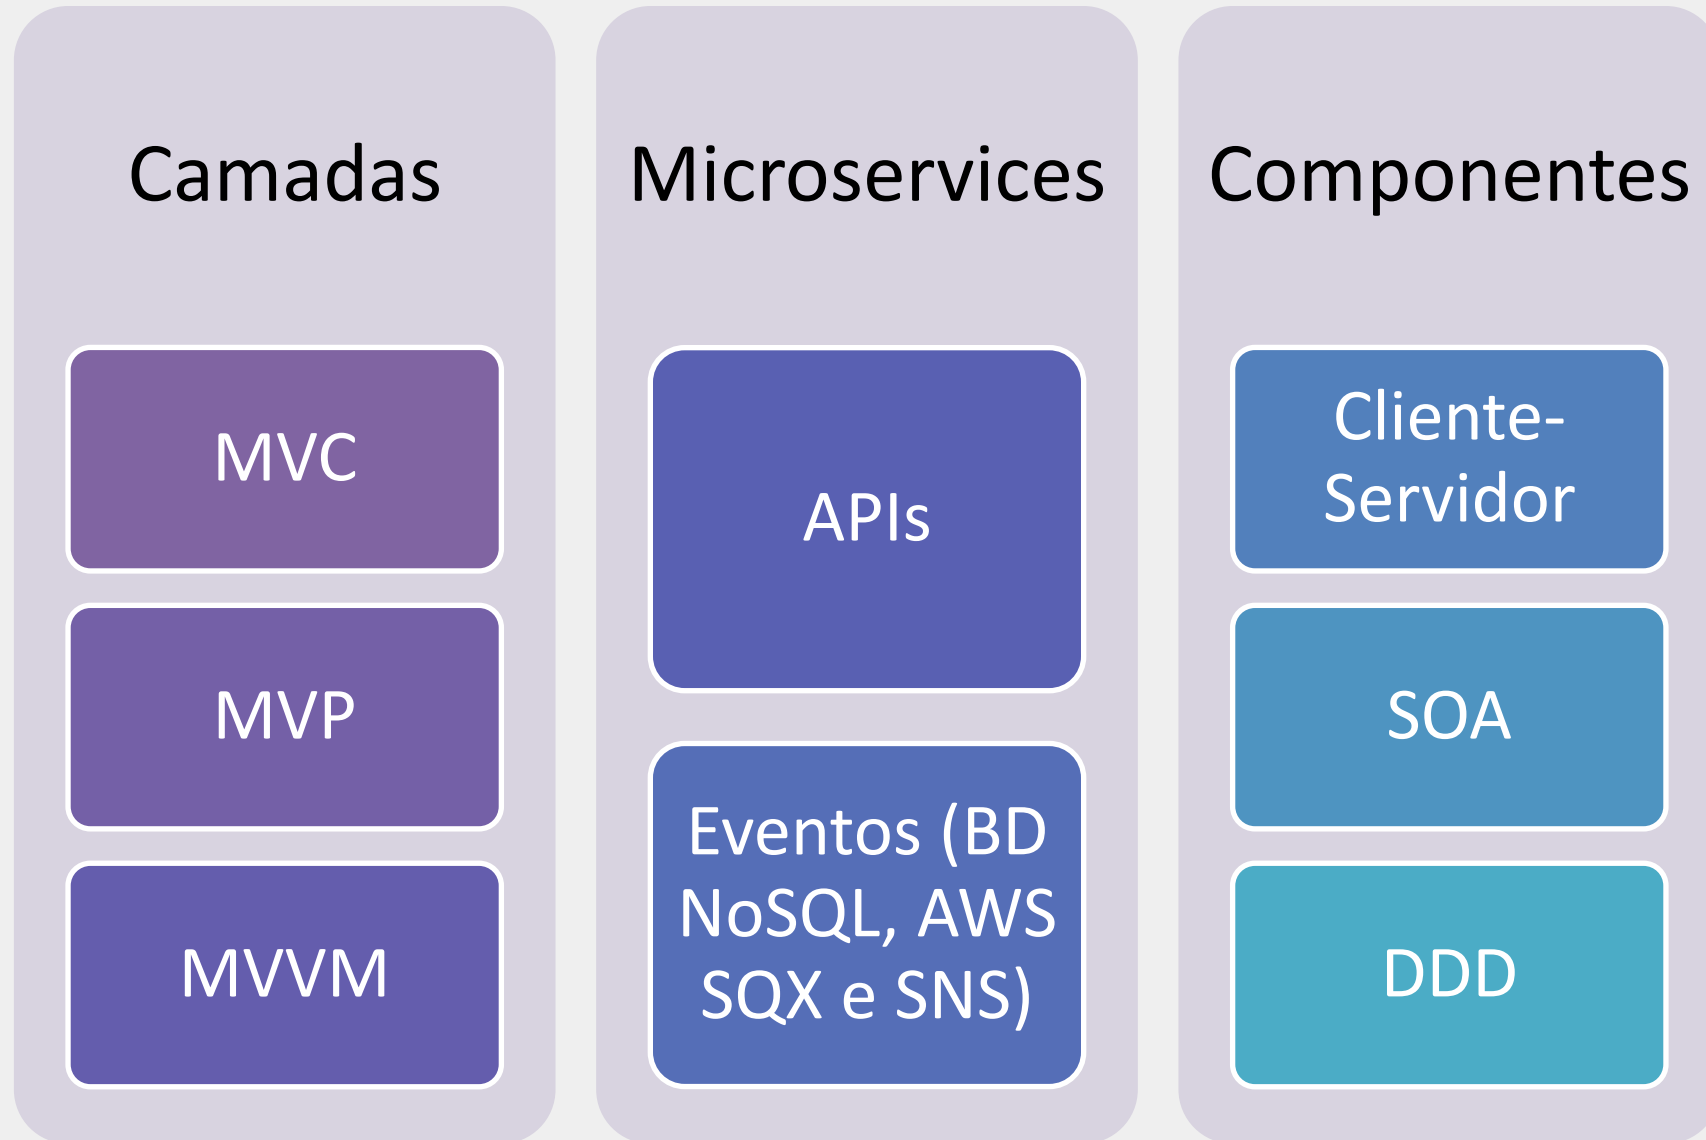 Camadas
MVC
MVP
MVVM
Microservices
APIs
Eventos (BD
NoSQL, AWS
SQX e SNS)
Componentes
Cliente-
Servidor
SOA
DDD